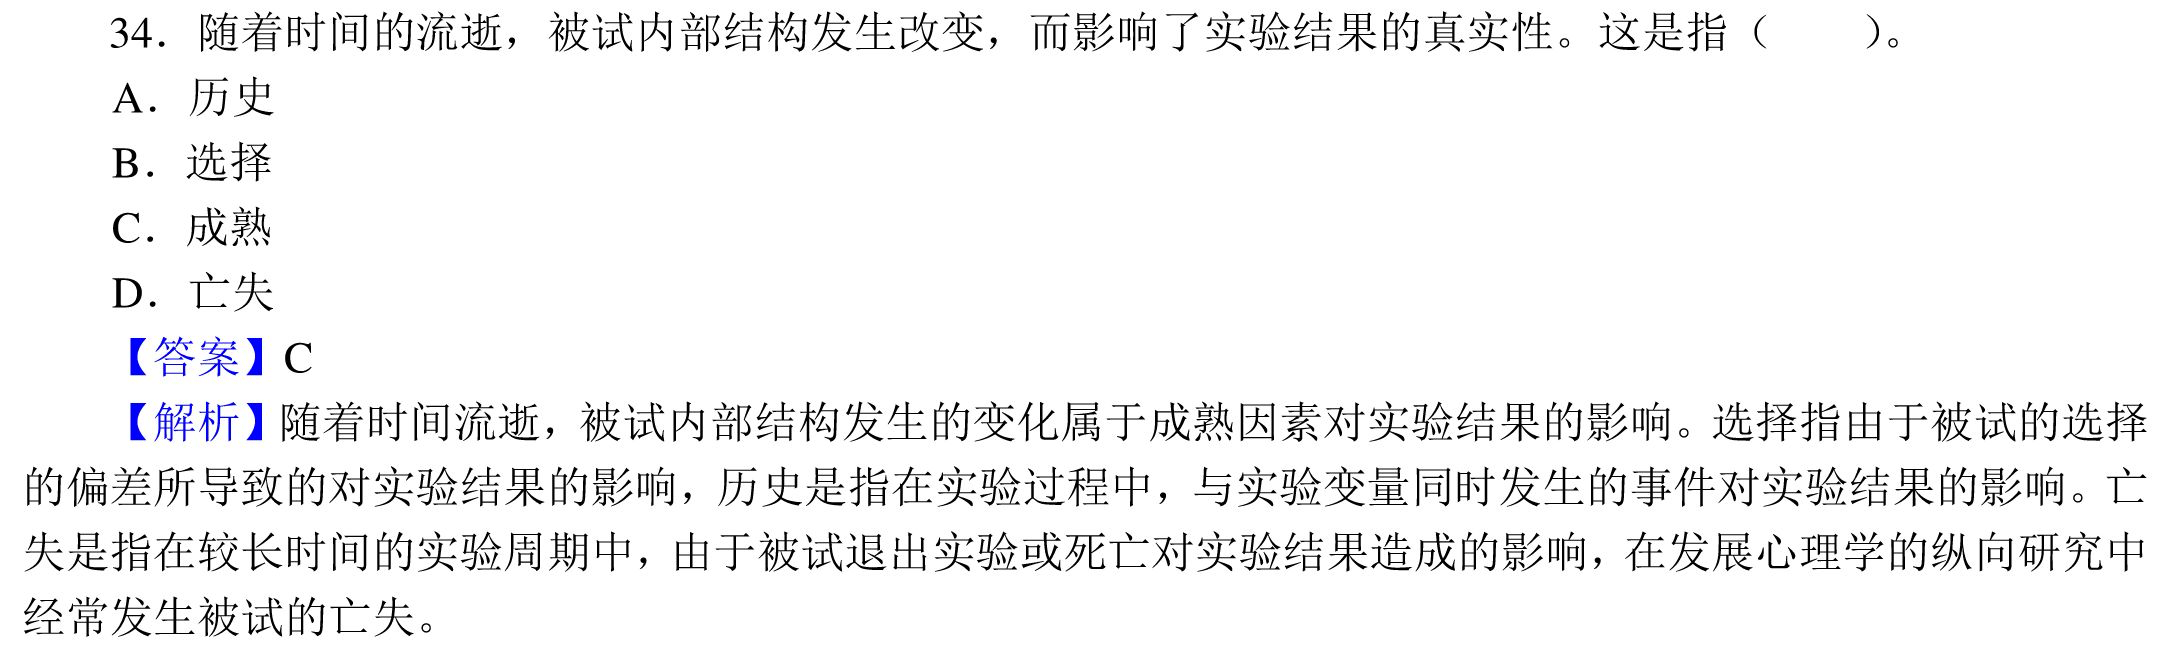 34．随着时间的流逝，被试内部结构发生改变，而影响了实验结果的真实性。这是指（　　）。
A．历史
B．选择
C．成熟
D．亡失
【答案】C
【解析】随着时间流逝，被试内部结构发生的变化属于成熟因素对实验结果的影响。选择指由于被试的选择
的偏差所导致的对实验结果的影响，历史是指在实验过程中，与实验变量同时发生的事件对实验结果的影响。亡
失是指在较长时间的实验周期中，由于被试退出实验或死亡对实验结果造成的影响，在发展心理学的纵向研究中
经常发生被试的亡失。